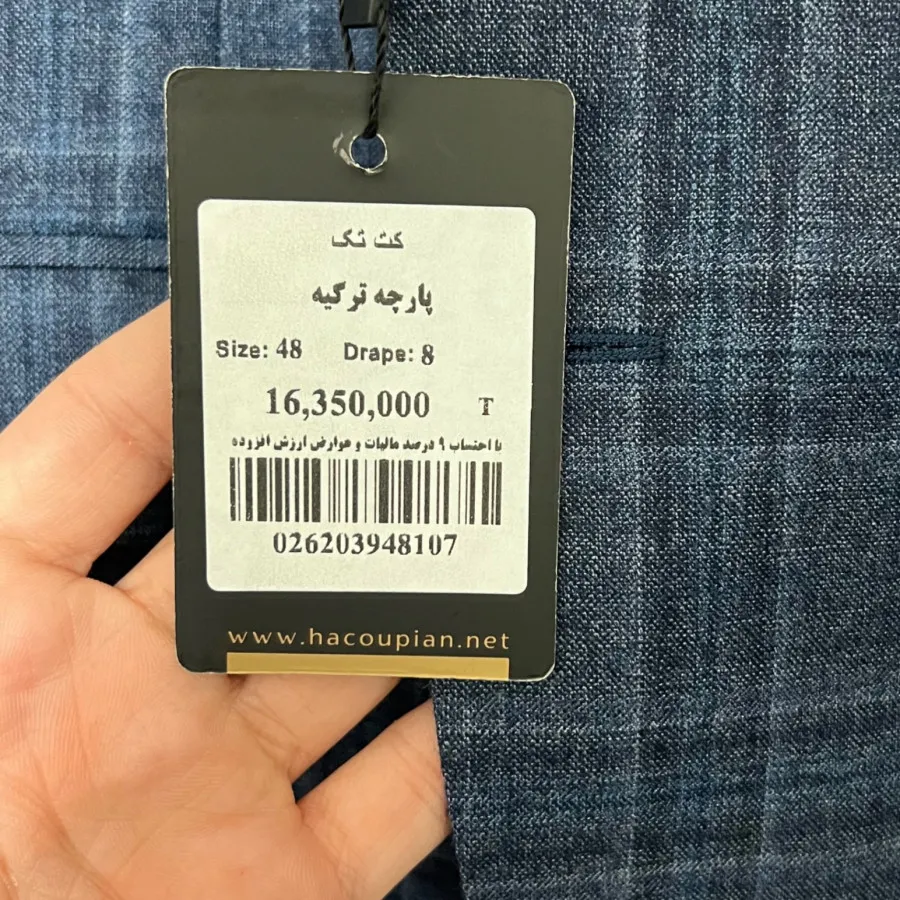 کت تک
پارچه ترکیه
Size: 48 Drape: 8
16,350,000 T
با احتساب ۹ درصد مالیات و عوارض ارزش افزوده
026203948107
www.hacoupian.net